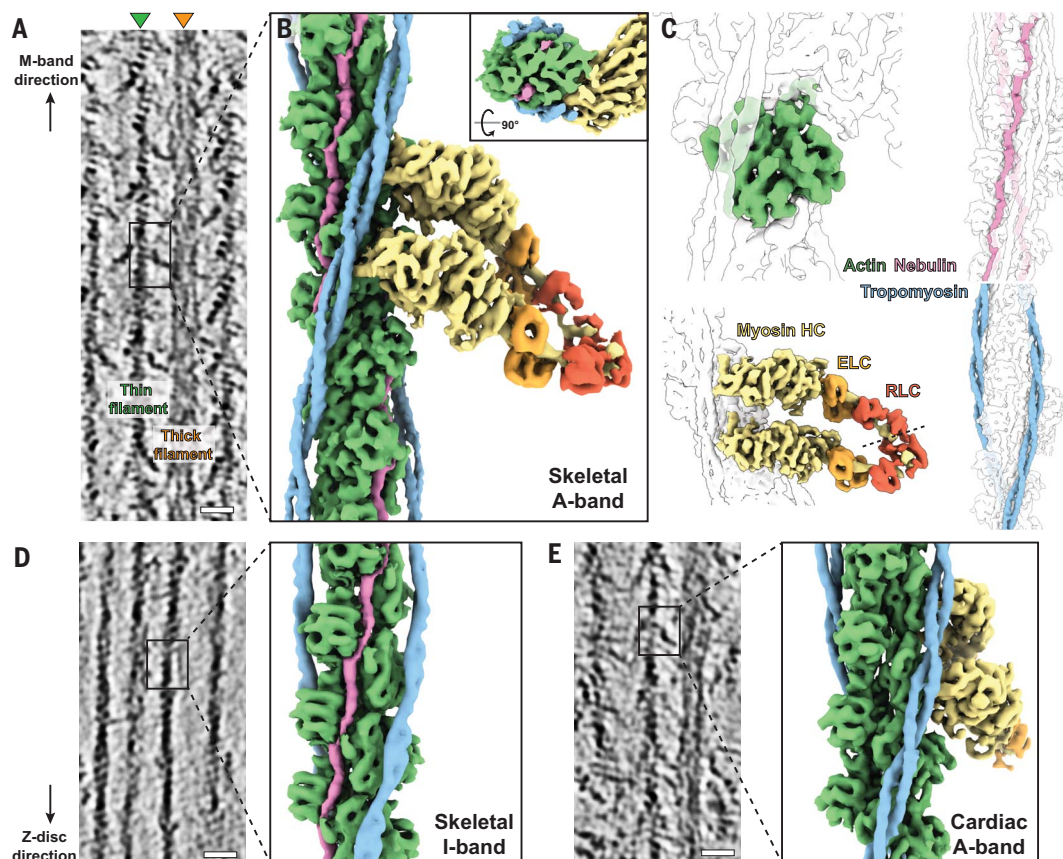 A
M-band
direction
Thin
filament
Thick
filament
B
90°
Skeletal
A-band
C
Actin Nebulin
Tropomyosin
Myosin HC
ELC
RLC
D
Z-disc
direction
Skeletal
I-band
E
Cardiac
A-band